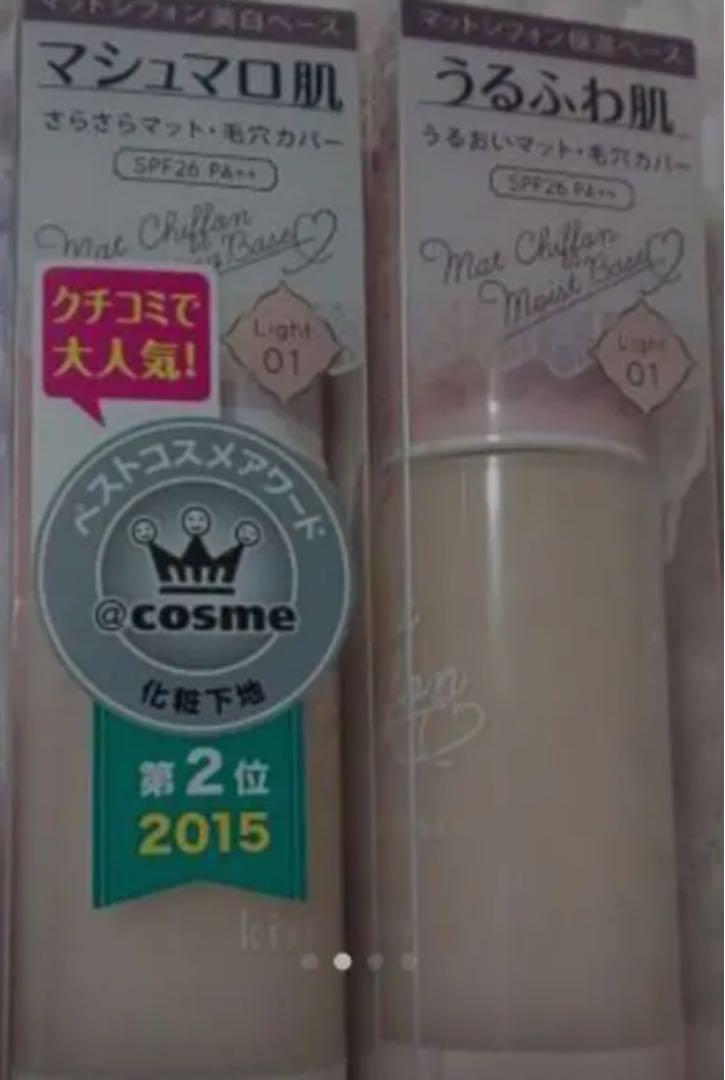 マットシフォン美白ベース
マシュマロ肌
さらさらマット・毛穴カバー
SPF26 PA++
Mat Chiffon
Base
Light
01
クチコミで
大人気!
ベストコスメアワード
@cosme
化粧下地
第2位
2015
マットシフォン保湿ベース
うるふわ肌
うるおいマット・毛穴カバー
SPF26 PA++
Mat Chiffon
Moist Base
Light
01